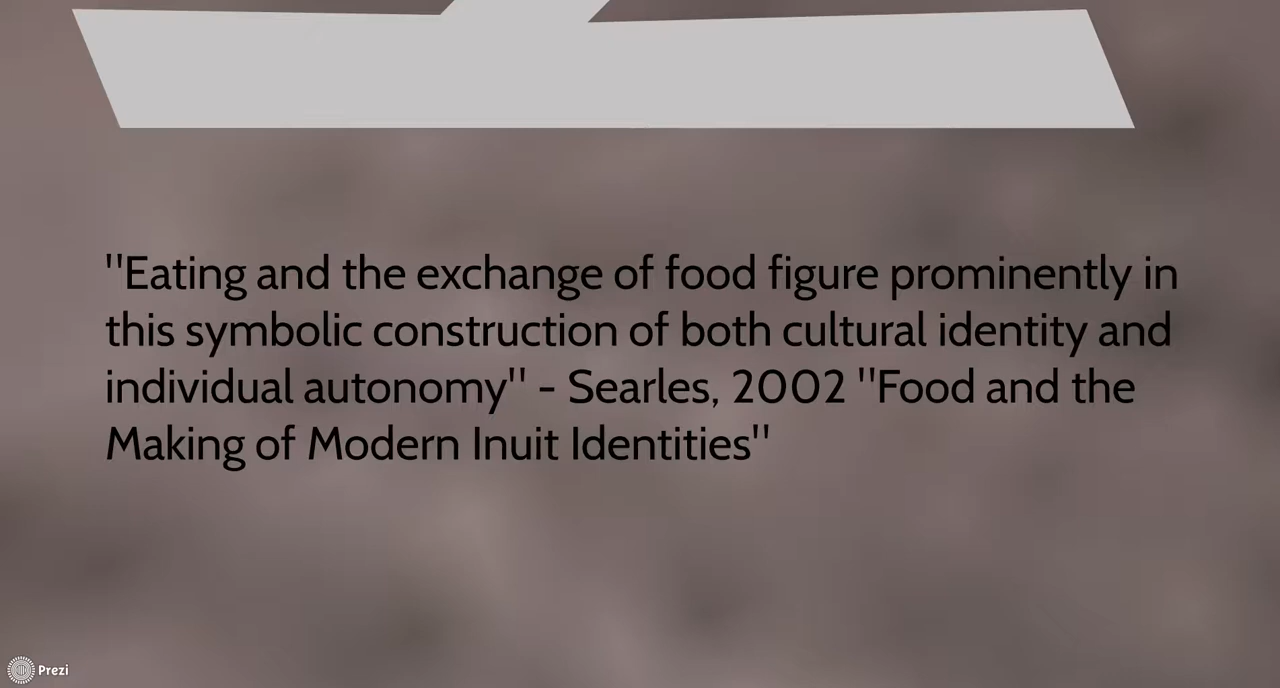 "Eating and the exchange of food figure prominently in
this symbolic construction of both cultural identity and
individual autonomy" - Searles, 2002 "Food and the
Making of Modern Inuit Identities"
Prezi